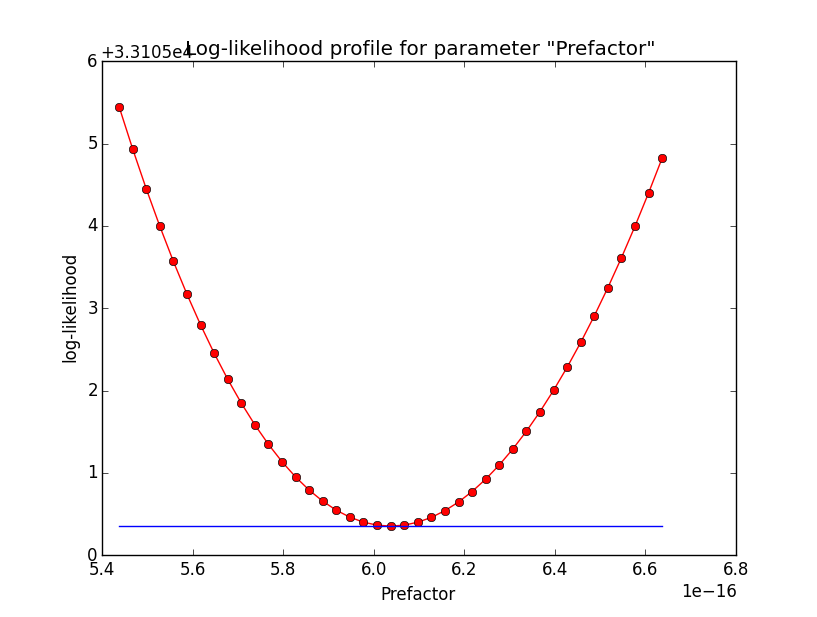 Log-likelihood profile for parameter "Prefactor"
+3.3105e4
6
5
4
3
2
1
0
log-likelihood
5.4 5.6 5.8 6.0 6.2 6.4 6.6 6.8
1e−16
Prefactor